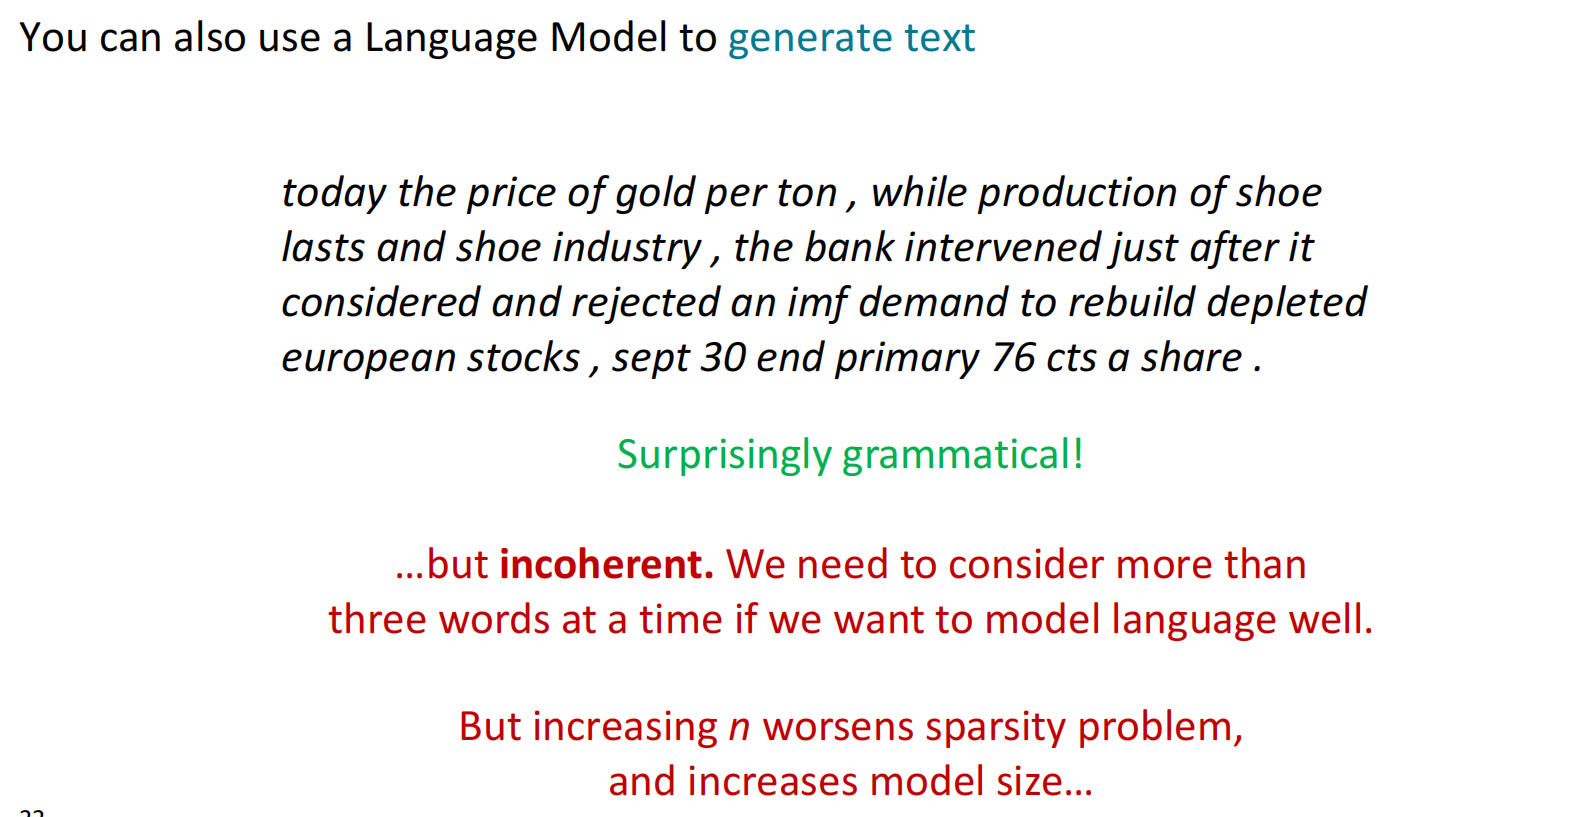 You can also use a Language Model to generate text
today the price of gold per ton , while production of shoe
lasts and shoe industry , the bank intervened just after it
considered and rejected an imf demand to rebuild depleted
european stocks , sept 30 end primary 76 cts a share .
Surprisingly grammatical!
...but incoherent. We need to consider more than
three words at a time if we want to model language well.
But increasing n worsens sparsity problem,
and increases model size...